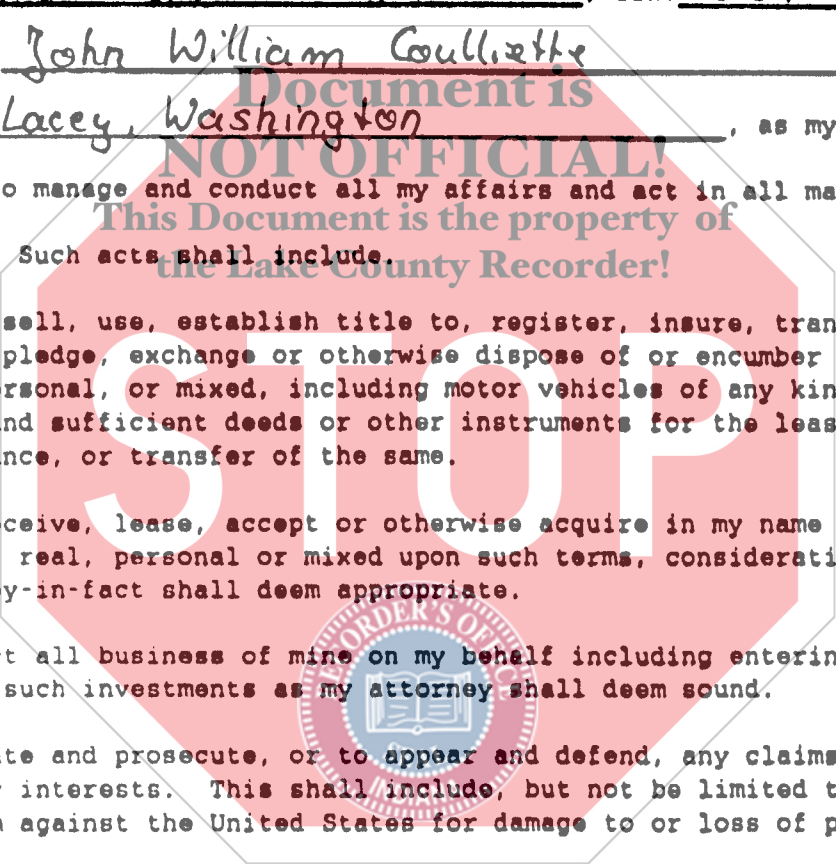 John William Coulliette
Lacey, Washington, as my
o manage and conduct all my affairs and act in all ma
Such acts shall include.
sell, use, establish title to, register, insure, tran
pledge, exchange or otherwise dispose of or encumber
ersonal, or mixed, including motor vehicles of any kin
nd sufficient deeds or other instruments for the leas
nce, or transfer of the same.
ceive, lease, accept or otherwise acquire in my name
real, personal or mixed upon such terms, considerati
y-in-fact shall deem appropriate.
t all business of mine on my behalf including enterin
such investments as my attorney shall deem sound.
te and prosecute, or to appear and defend, any claims
interests. This shall include, but not be limited t
against the United States for damage to or loss of p
Document is
NOT OFFICIAL!
This Document is the property of
the Lake County Recorder!
STOP
RECORDER'S OFFICE
INDIANA